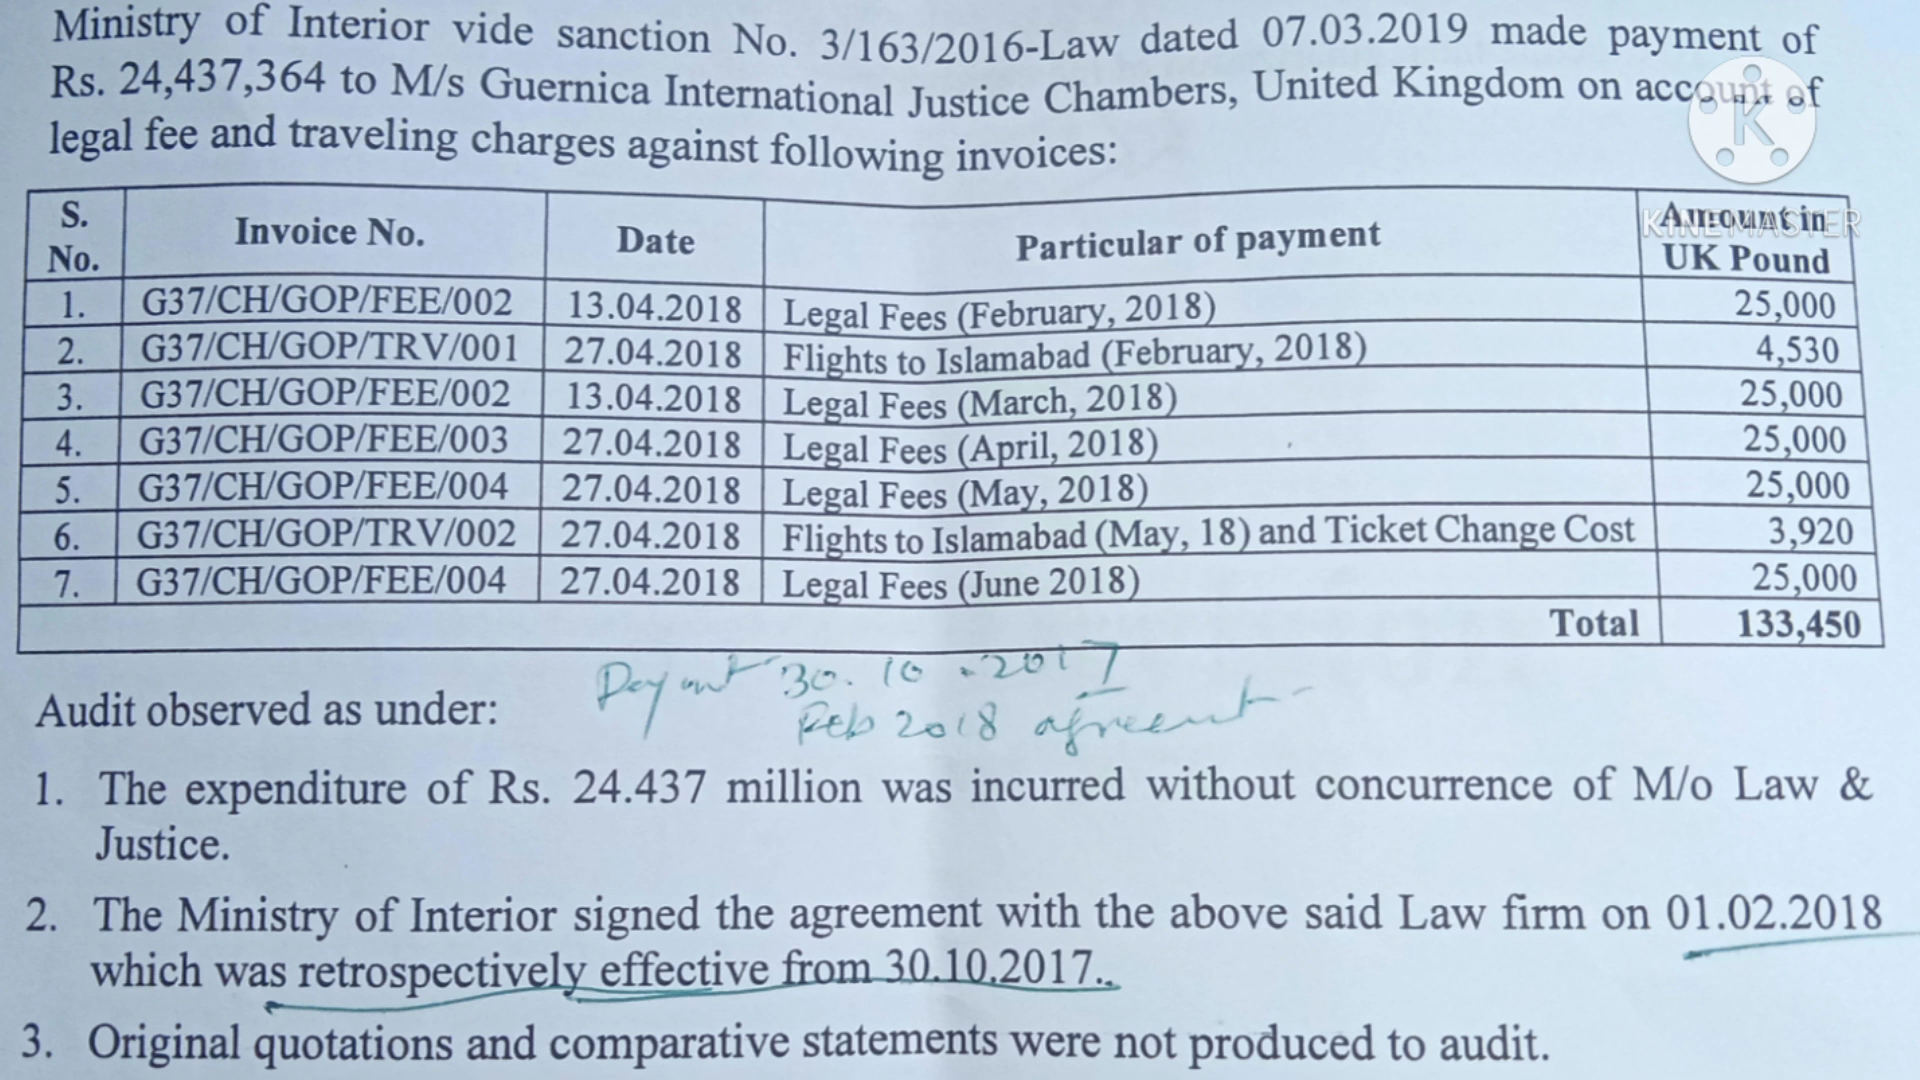 Ministry of Interior vide sanction No. 3/163/2016-Law dated 07.03.2019 made payment of
Rs. 24,437,364 to M/s Guernica International Justice Chambers, United Kingdom on account of
legal fee and traveling charges against following invoices:
K
KINEMASTER
S. No. Invoice No. Date Particular of payment Amount in UK Pound
1. G37/CH/GOP/FEE/002 13.04.2018 Legal Fees (February, 2018) 25,000
2. G37/CH/GOP/TRV/001 27.04.2018 Flights to Islamabad (February, 2018) 4,530
3. G37/CH/GOP/FEE/002 13.04.2018 Legal Fees (March, 2018) 25,000
4. G37/CH/GOP/FEE/003 27.04.2018 Legal Fees (April, 2018) 25,000
5. G37/CH/GOP/FEE/004 27.04.2018 Legal Fees (May, 2018) 25,000
6. G37/CH/GOP/TRV/002 27.04.2018 Flights to Islamabad (May, 18) and Ticket Change Cost 3,920
7. G37/CH/GOP/FEE/004 27.04.2018 Legal Fees (June 2018) 25,000
Total 133,450
30.10.2017
Feb 2018 agreement
Audit observed as under:
1. The expenditure of Rs. 24.437 million was incurred without concurrence of M/o Law &
Justice.
2. The Ministry of Interior signed the agreement with the above said Law firm on 01.02.2018
which was retrospectively effective from 30.10.2017..
3. Original quotations and comparative statements were not produced to audit.